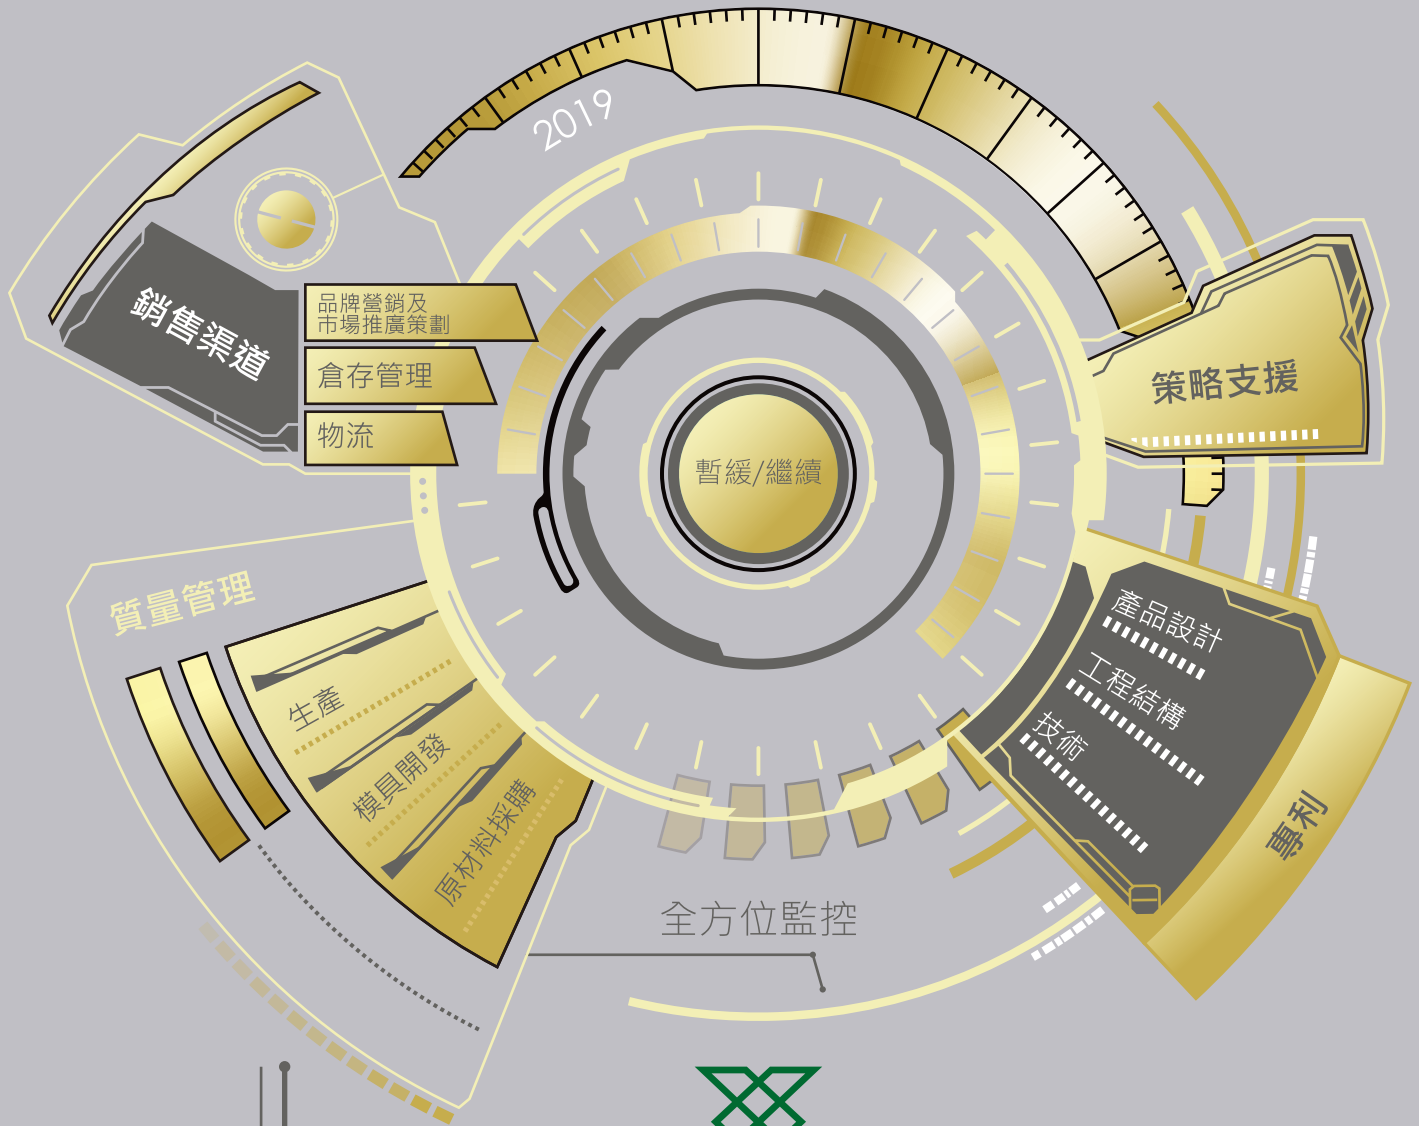 2019
銷售渠道
品牌營銷及
市場推廣策劃
倉存管理
物流
策略支援
暫緩/繼續
質量管理
生產
模具開發
原材料採購
產品設計
工程結構
技術
專利
全方位監控